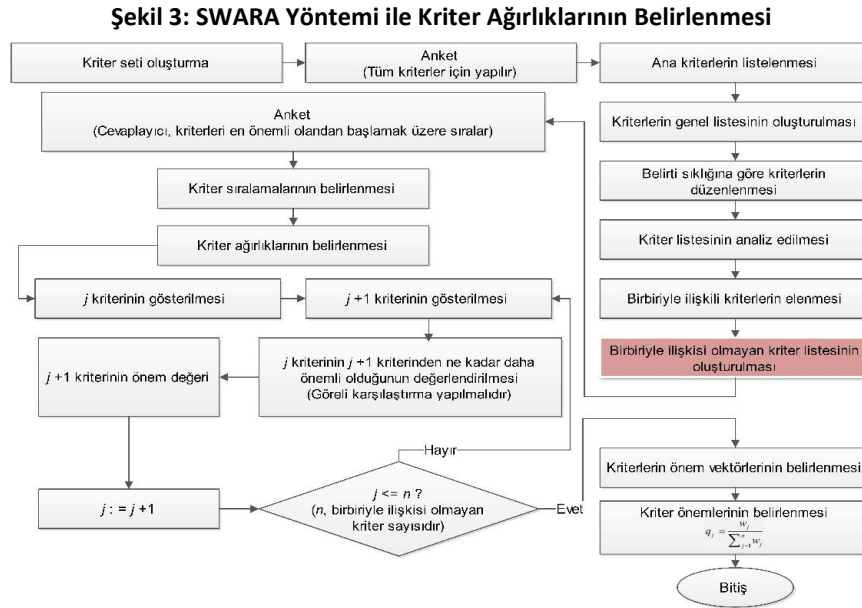 Şekil 3: SWARA Yöntemi ile Kriter Ağırlıklarının Belirlenmesi
Kriter seti oluşturma
Anket
(Tüm kriterler için yapılır)
Ana kriterlerin listelenmesi
Kriterlerin genel listesinin oluşturulması
Belirti sıklığına göre kriterlerin
düzenlenmesi
Kriter listesinin analiz edilmesi
Birbiriyle ilişkili kriterlerin elenmesi
Birbiriyle ilişkisi olmayan kriter listesinin
oluşturulması
Anket
(Cevaplayıcı, kriterleri en önemli olandan başlamak üzere sıralar)
Kriter sıralamalarının belirlenmesi
Kriter ağırlıklarının belirlenmesi
j kriterinin gösterilmesi
j +1 kriterinin gösterilmesi
j kriterinin j +1 kriterinden ne kadar daha
önemli olduğunun değerlendirilmesi
(Göreli karşılaştırma yapılmalıdır)
j +1 kriterinin önem değeri
j : = j +1
j <= n ?
(n, birbiriyle ilişkisi olmayan
kriter sayısıdır)
Hayır
Evet
Kriterlerin önem vektörlerinin belirlenmesi
Kriter önemlerinin belirlenmesi
q_j = w_j / ∑_{j=1}^{n} w_j
Bitiş